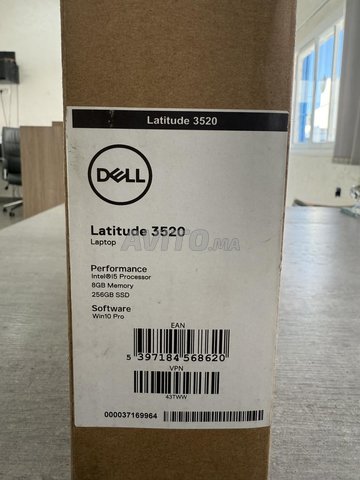 Latitude 3520
DELL
Latitude 3520
Laptop
AVITO.ma
Performance
Intel®i5 Processor
8GB Memory
256GB SSD
Software
Win10 Pro
EAN
5 397184 568620
VPN
43TWW
000037169964